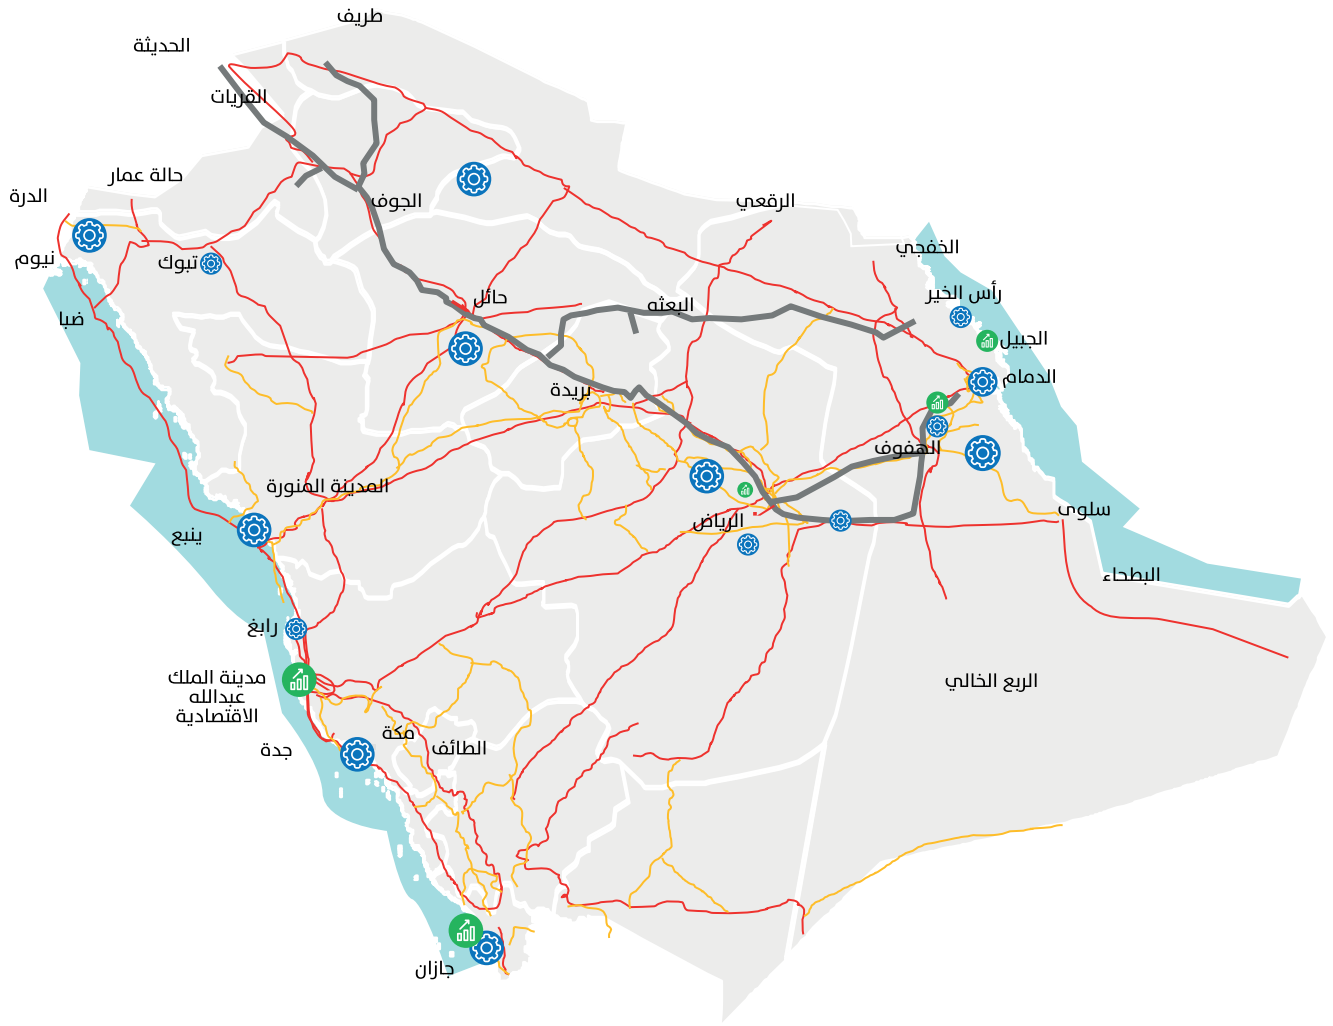 طريف
الحديثة
القريات
حالة عمار
الدرة
الجوف
الرقعي
الخفجي
نيوم
تبوك
رأس الخير
حائل
البعثه
ضبا
الجبيل
الدمام
بريدة
الهفوف
المدينة المنورة
سلوى
الرياض
ينبع
البطحاء
رابغ
مدينة الملك
عبدالله
الاقتصادية
الربع الخالي
مكة
الطائف
جدة
جازان